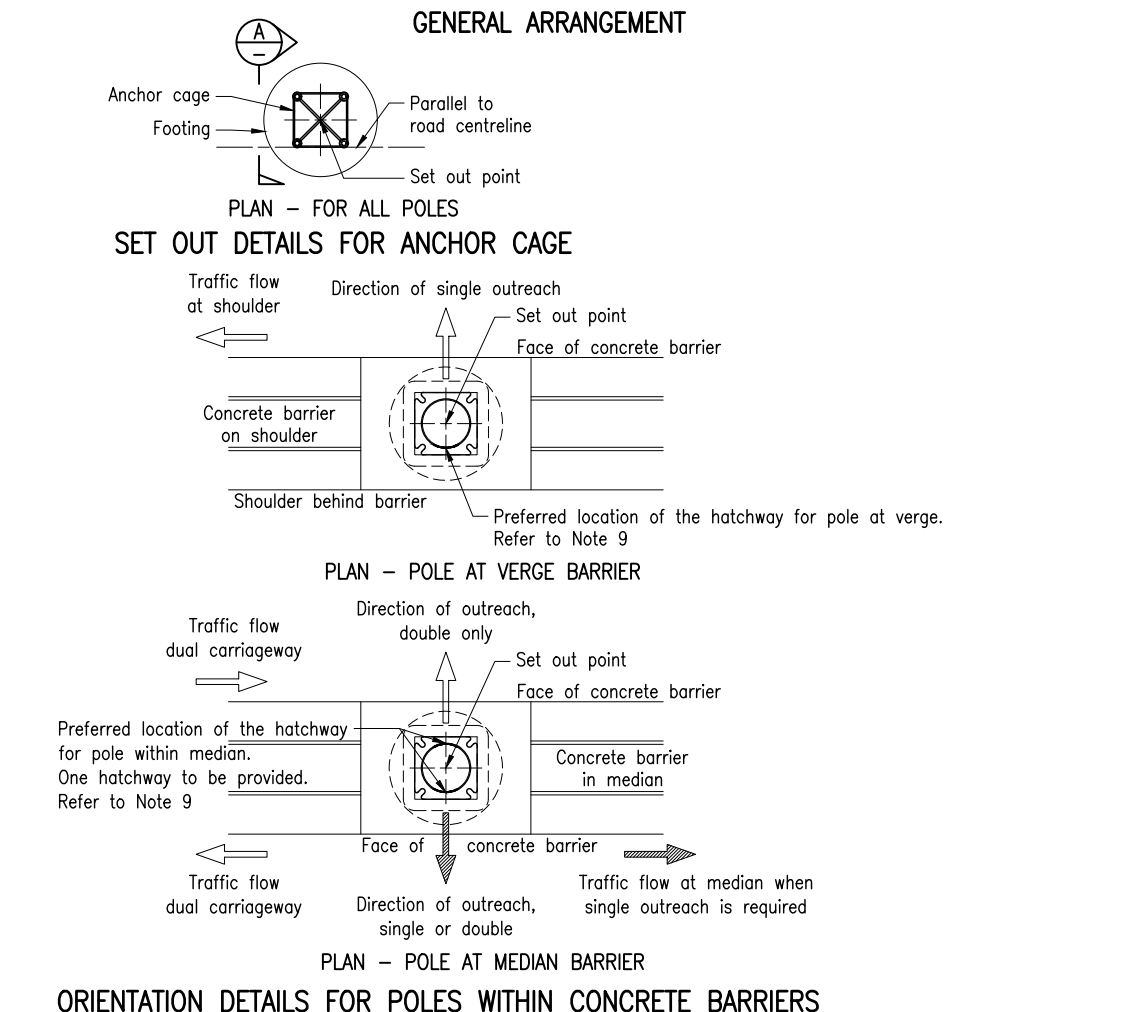 GENERAL ARRANGEMENT
A
–
Anchor cage
Footing
Parallel to
road centreline
Set out point
PLAN – FOR ALL POLES
SET OUT DETAILS FOR ANCHOR CAGE
Traffic flow
at shoulder
Direction of single outreach
Set out point
Face of concrete barrier
Concrete barrier
on shoulder
Shoulder behind barrier
Preferred location of the hatchway for pole at verge.
Refer to Note 9
PLAN – POLE AT VERGE BARRIER
Direction of outreach,
double only
Traffic flow
dual carriageway
Set out point
Face of concrete barrier
Preferred location of the hatchway
for pole within median.
One hatchway to be provided.
Refer to Note 9
Concrete barrier
in median
Face of concrete barrier
Traffic flow
dual carriageway
Direction of outreach,
single or double
Traffic flow at median when
single outreach is required
PLAN – POLE AT MEDIAN BARRIER
ORIENTATION DETAILS FOR POLES WITHIN CONCRETE BARRIERS